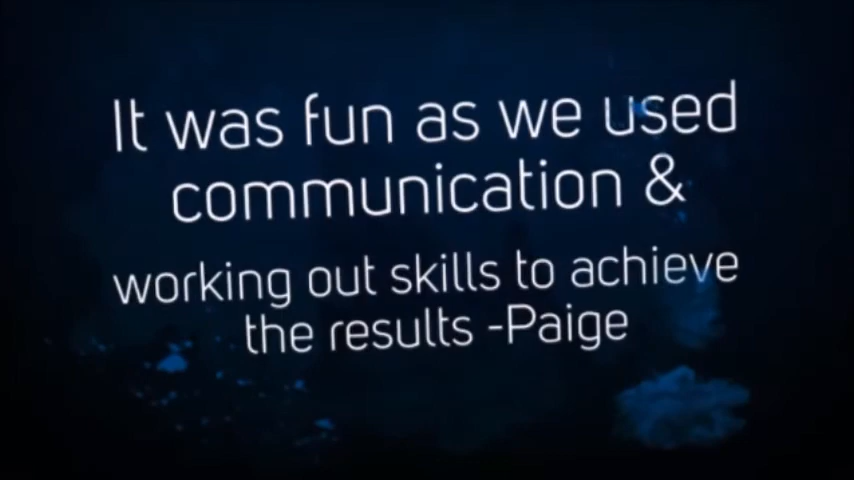 It was fun as we used
communication &
working out skills to achieve
the results -Paige